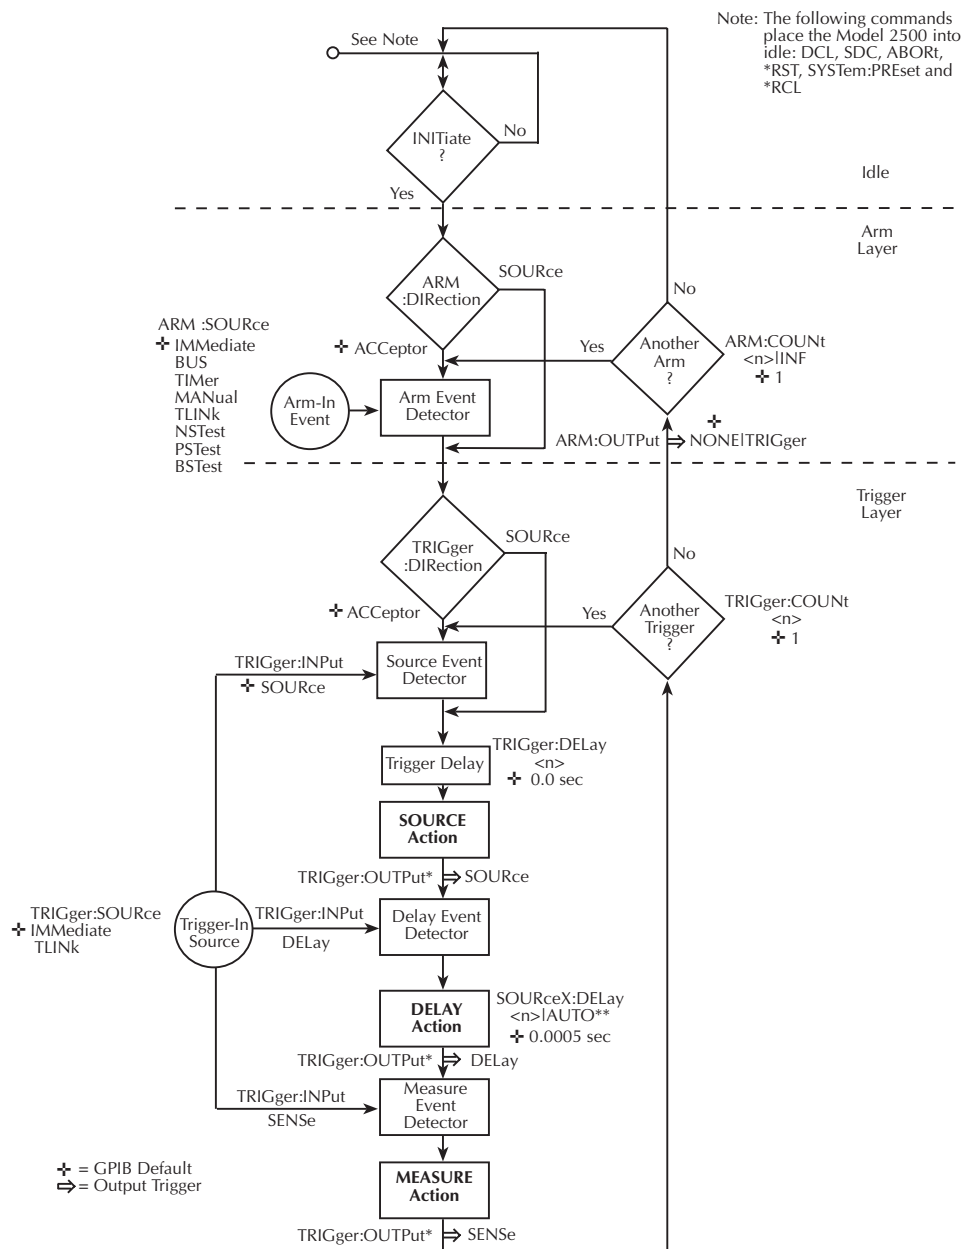 See Note
Note: The following commands
place the Model 2500 into
idle: DCL, SDC, ABORt,
*RST, SYSTem:PREset and
*RCL
INITiate
?
No
Yes
Idle
Arm
Layer
ARM
:DIRection
SOURce
No
ARM :SOURce
IMMediate
BUS
TIMer
MANual
TLINk
NSTest
PSTest
BSTest
ACCeptor
Yes
Another
Arm
?
ARM:COUNt
<n>|INF
1
Arm-In
Event
Arm Event
Detector
ARM:OUTPut
NONE|TRIGger
Trigger
Layer
TRIGger
:DIRection
SOURce
No
ACCeptor
Yes
Another
Trigger
?
TRIGger:COUNt
<n>
1
TRIGger:INPut
SOURce
Source Event
Detector
Trigger Delay
TRIGger:DELay
<n>
0.0 sec
SOURCE
Action
TRIGger:OUTPut*
SOURce
TRIGger:SOURce
IMMediate
TLINk
Trigger-In
Source
TRIGger:INPut
DELay
Delay Event
Detector
DELAY
Action
SOURceX:DELay
<n>|AUTO**
0.0005 sec
TRIGger:OUTPut*
DELay
TRIGger:INPut
SENSe
Measure
Event
Detector
= GPIB Default
= Output Trigger
MEASURE
Action
TRIGger:OUTPut*
SENSe